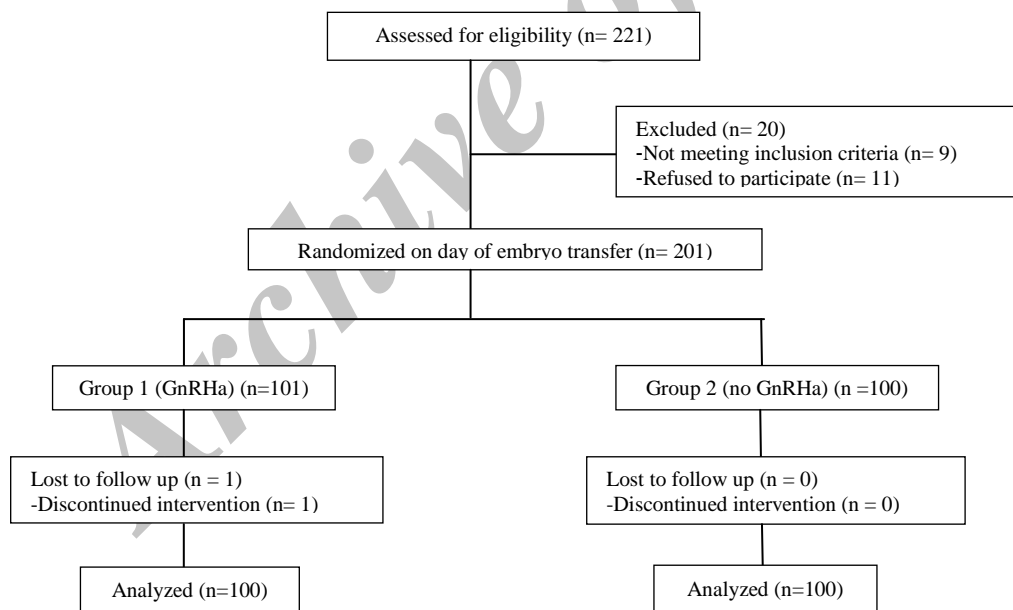 Assessed for eligibility (n= 221)
Excluded (n= 20)
-Not meeting inclusion criteria (n= 9)
-Refused to participate (n= 11)
Randomized on day of embryo transfer (n= 201)
Group 1 (GnRHa) (n=101)
Group 2 (no GnRHa) (n =100)
Lost to follow up (n = 1)
-Discontinued intervention (n= 1)
Lost to follow up (n = 0)
-Discontinued intervention (n = 0)
Analyzed (n=100)
Analyzed (n=100)
Archive